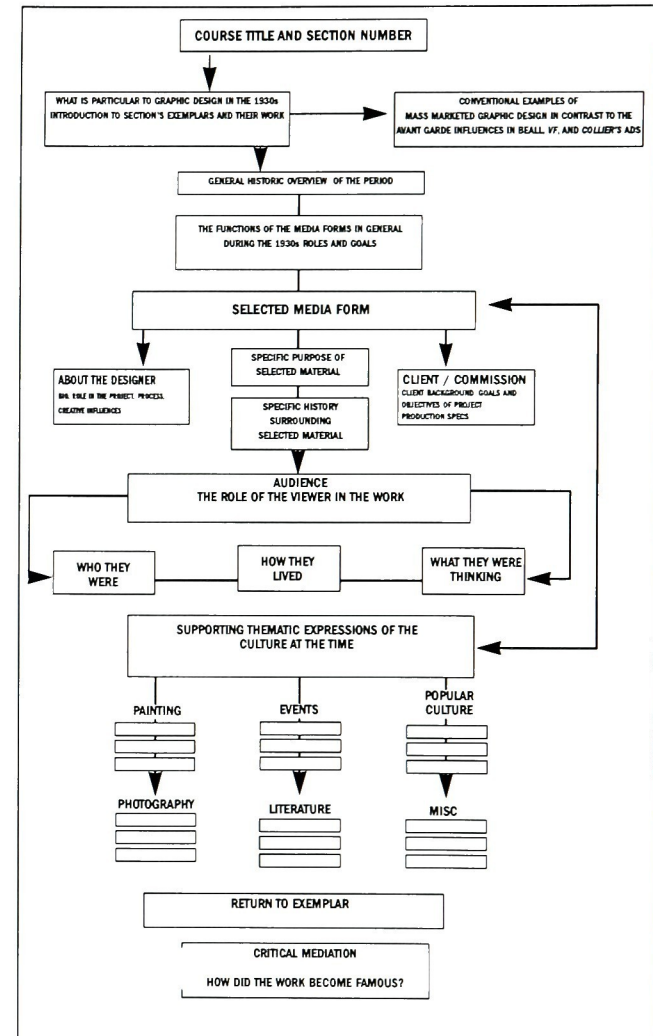 COURSE TITLE AND SECTION NUMBER
WHAT IS PARTICULAR TO GRAPHIC DESIGN IN THE 1930s
INTRODUCTION TO SECTION'S EXEMPLARS AND THEIR WORK
CONVENTIONAL EXAMPLES OF
MASS MARKETED GRAPHIC DESIGN IN CONTRAST TO THE
AVANT GARDE INFLUENCES IN BEALL, VF, AND COLLIER'S ADS
GENERAL HISTORIC OVERVIEW OF THE PERIOD
THE FUNCTIONS OF THE MEDIA FORMS IN GENERAL
DURING THE 1930s ROLES AND GOALS
SELECTED MEDIA FORM
ABOUT THE DESIGNER
BIO, ROLE IN THE PROJECT, PROCESS,
CREATIVE INFLUENCES
SPECIFIC PURPOSE OF
SELECTED MATERIAL
SPECIFIC HISTORY
SURROUNDING
SELECTED MATERIAL
CLIENT / COMMISSION
CLIENT BACKGROUND GOALS AND
OBJECTIVES OF PROJECT
PRODUCTION SPECS
AUDIENCE
THE ROLE OF THE VIEWER IN THE WORK
WHO THEY
WERE
HOW THEY
LIVED
WHAT THEY WERE
THINKING
SUPPORTING THEMATIC EXPRESSIONS OF THE
CULTURE AT THE TIME
PAINTING
EVENTS
POPULAR
CULTURE
PHOTOGRAPHY
LITERATURE
MISC
RETURN TO EXEMPLAR
CRITICAL MEDIATION
HOW DID THE WORK BECOME FAMOUS?